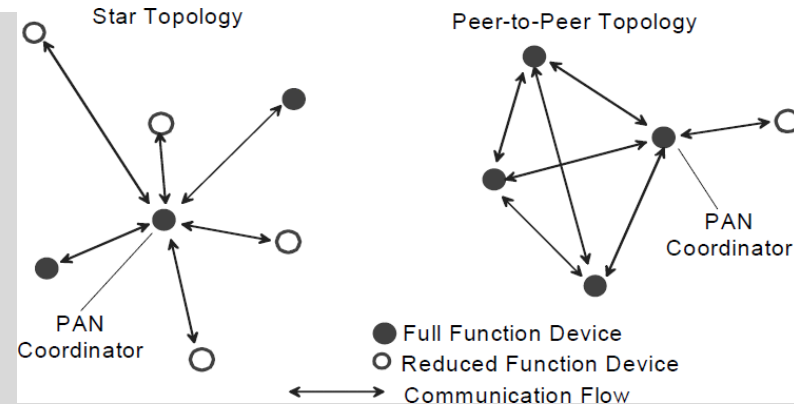 Star Topology
Peer-to-Peer Topology
PAN
Coordinator
PAN
Coordinator
Full Function Device
Reduced Function Device
Communication Flow